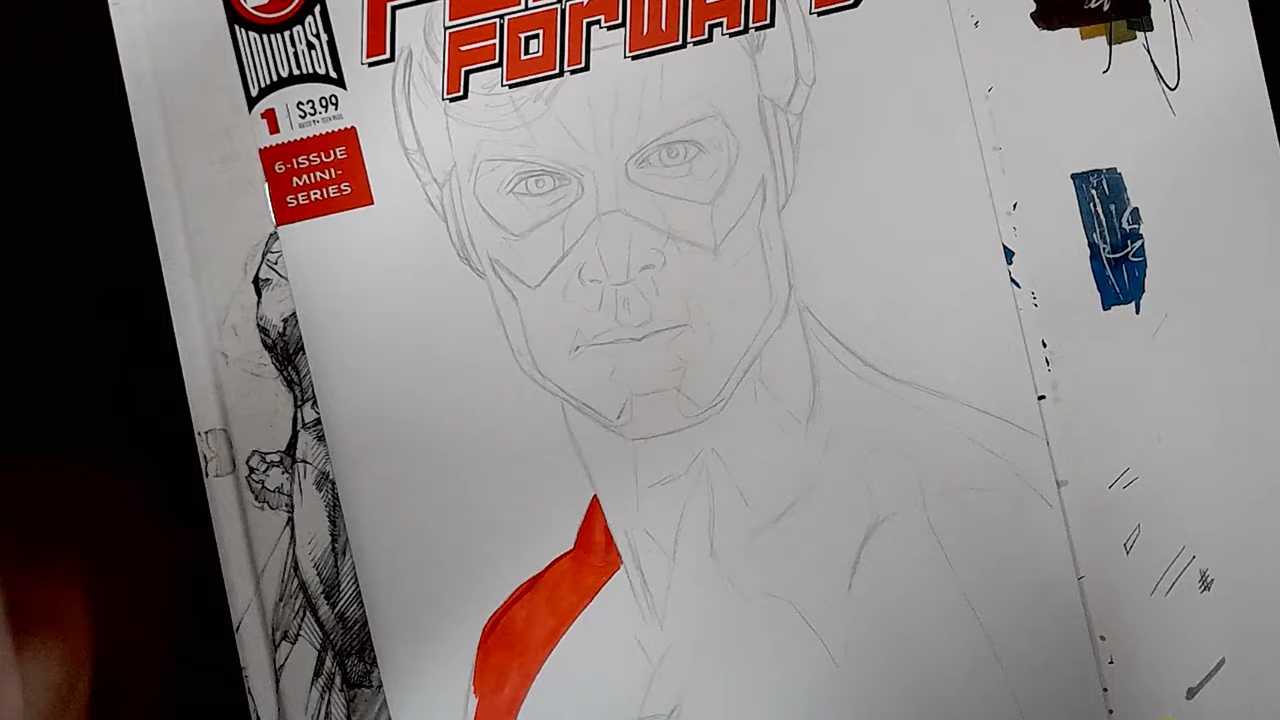 FORWARD
UNIVERSE
1 | $3.99
6-ISSUE
MINI-
SERIES